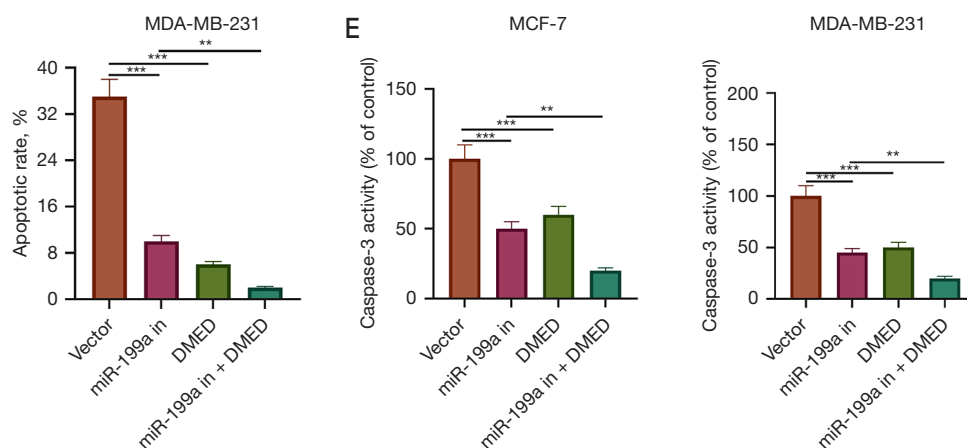 MDA-MB-231
**
***
***
40
32
24
16
8
0
Apoptotic rate, %
Vector
miR-199a in
DMED
miR-199a in + DMED
E
MCF-7
**
***
***
150
100
50
0
Caspase-3 activity (% of control)
Vector
miR-199a in
DMED
miR-199a in + DMED
MDA-MB-231
**
***
***
200
150
100
50
0
Caspase-3 activity (% of control)
Vector
miR-199a in
DMED
miR-199a in + DMED